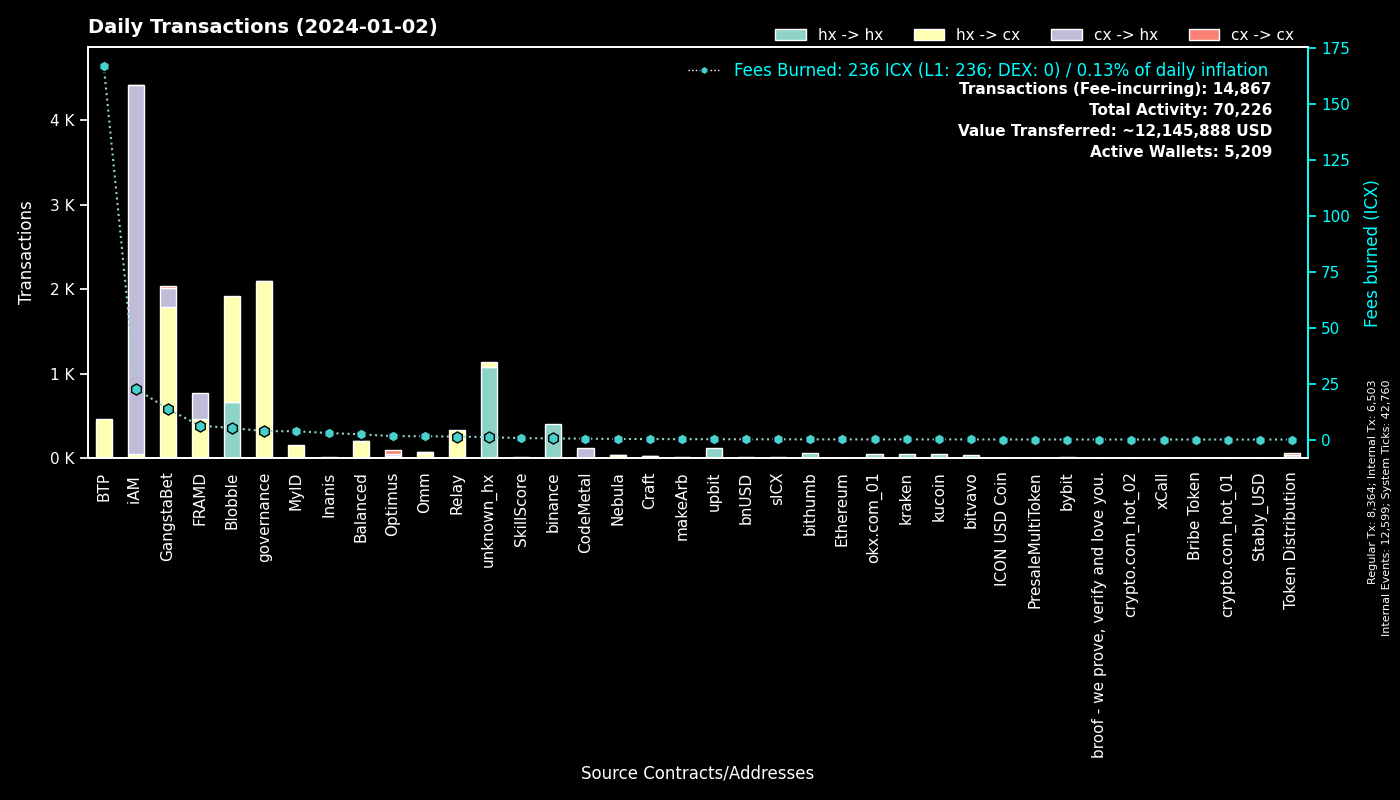 Daily Transactions (2024-01-02)
hx -> hx
hx -> cx
cx -> hx
cx -> cx
Fees Burned: 236 ICX (L1: 236; DEX: 0) / 0.13% of daily inflation
Transactions (Fee-incurring): 14,867
Total Activity: 70,226
Value Transferred: ~12,145,888 USD
Active Wallets: 5,209
Transactions
4 K
3 K
2 K
1 K
0 K
175
150
125
100
75
50
25
0
Fees burned (ICX)
Regular Tx: 8,364; Internal Tx: 6,503
Internal Events: 12,599; System Ticks: 42,760
BTP
iAM
GangstaBet
FRAMD
Blobble
governance
MyID
Inanis
Balanced
Optimus
Omm
Relay
unknown_hx
SkillScore
binance
CodeMetal
Nebula
Craft
makeArb
upbit
bnUSD
sICX
bithumb
Ethereum
okx.com_01
kraken
kucoin
bitvavo
ICON USD Coin
PresaleMultiToken
bybit
broof - we prove, verify and love you.
crypto.com_hot_02
xCall
Bribe Token
crypto.com_hot_01
Stably_USD
Token Distribution
Source Contracts/Addresses